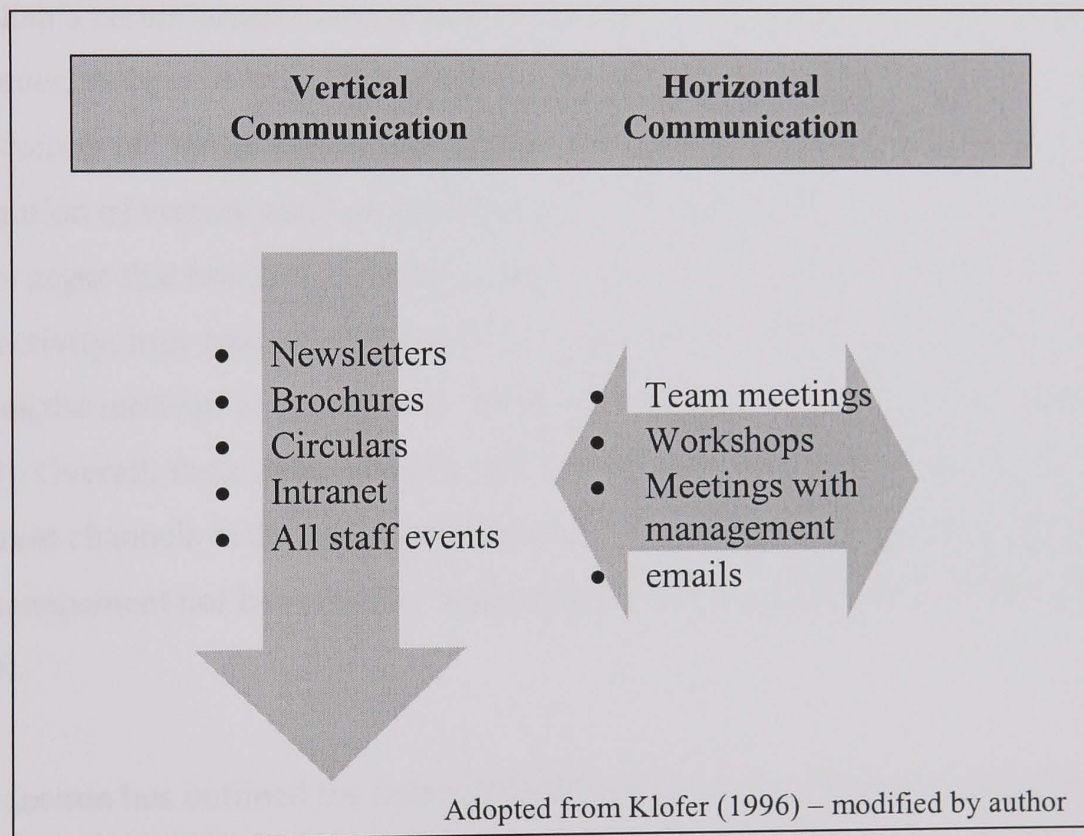 Vertical
Communication
Horizontal
Communication
• Newsletters
• Brochures
• Circulars
• Intranet
• All staff events
• Team meetings
• Workshops
• Meetings with
management
• emails
Adopted from Klofer (1996) – modified by author